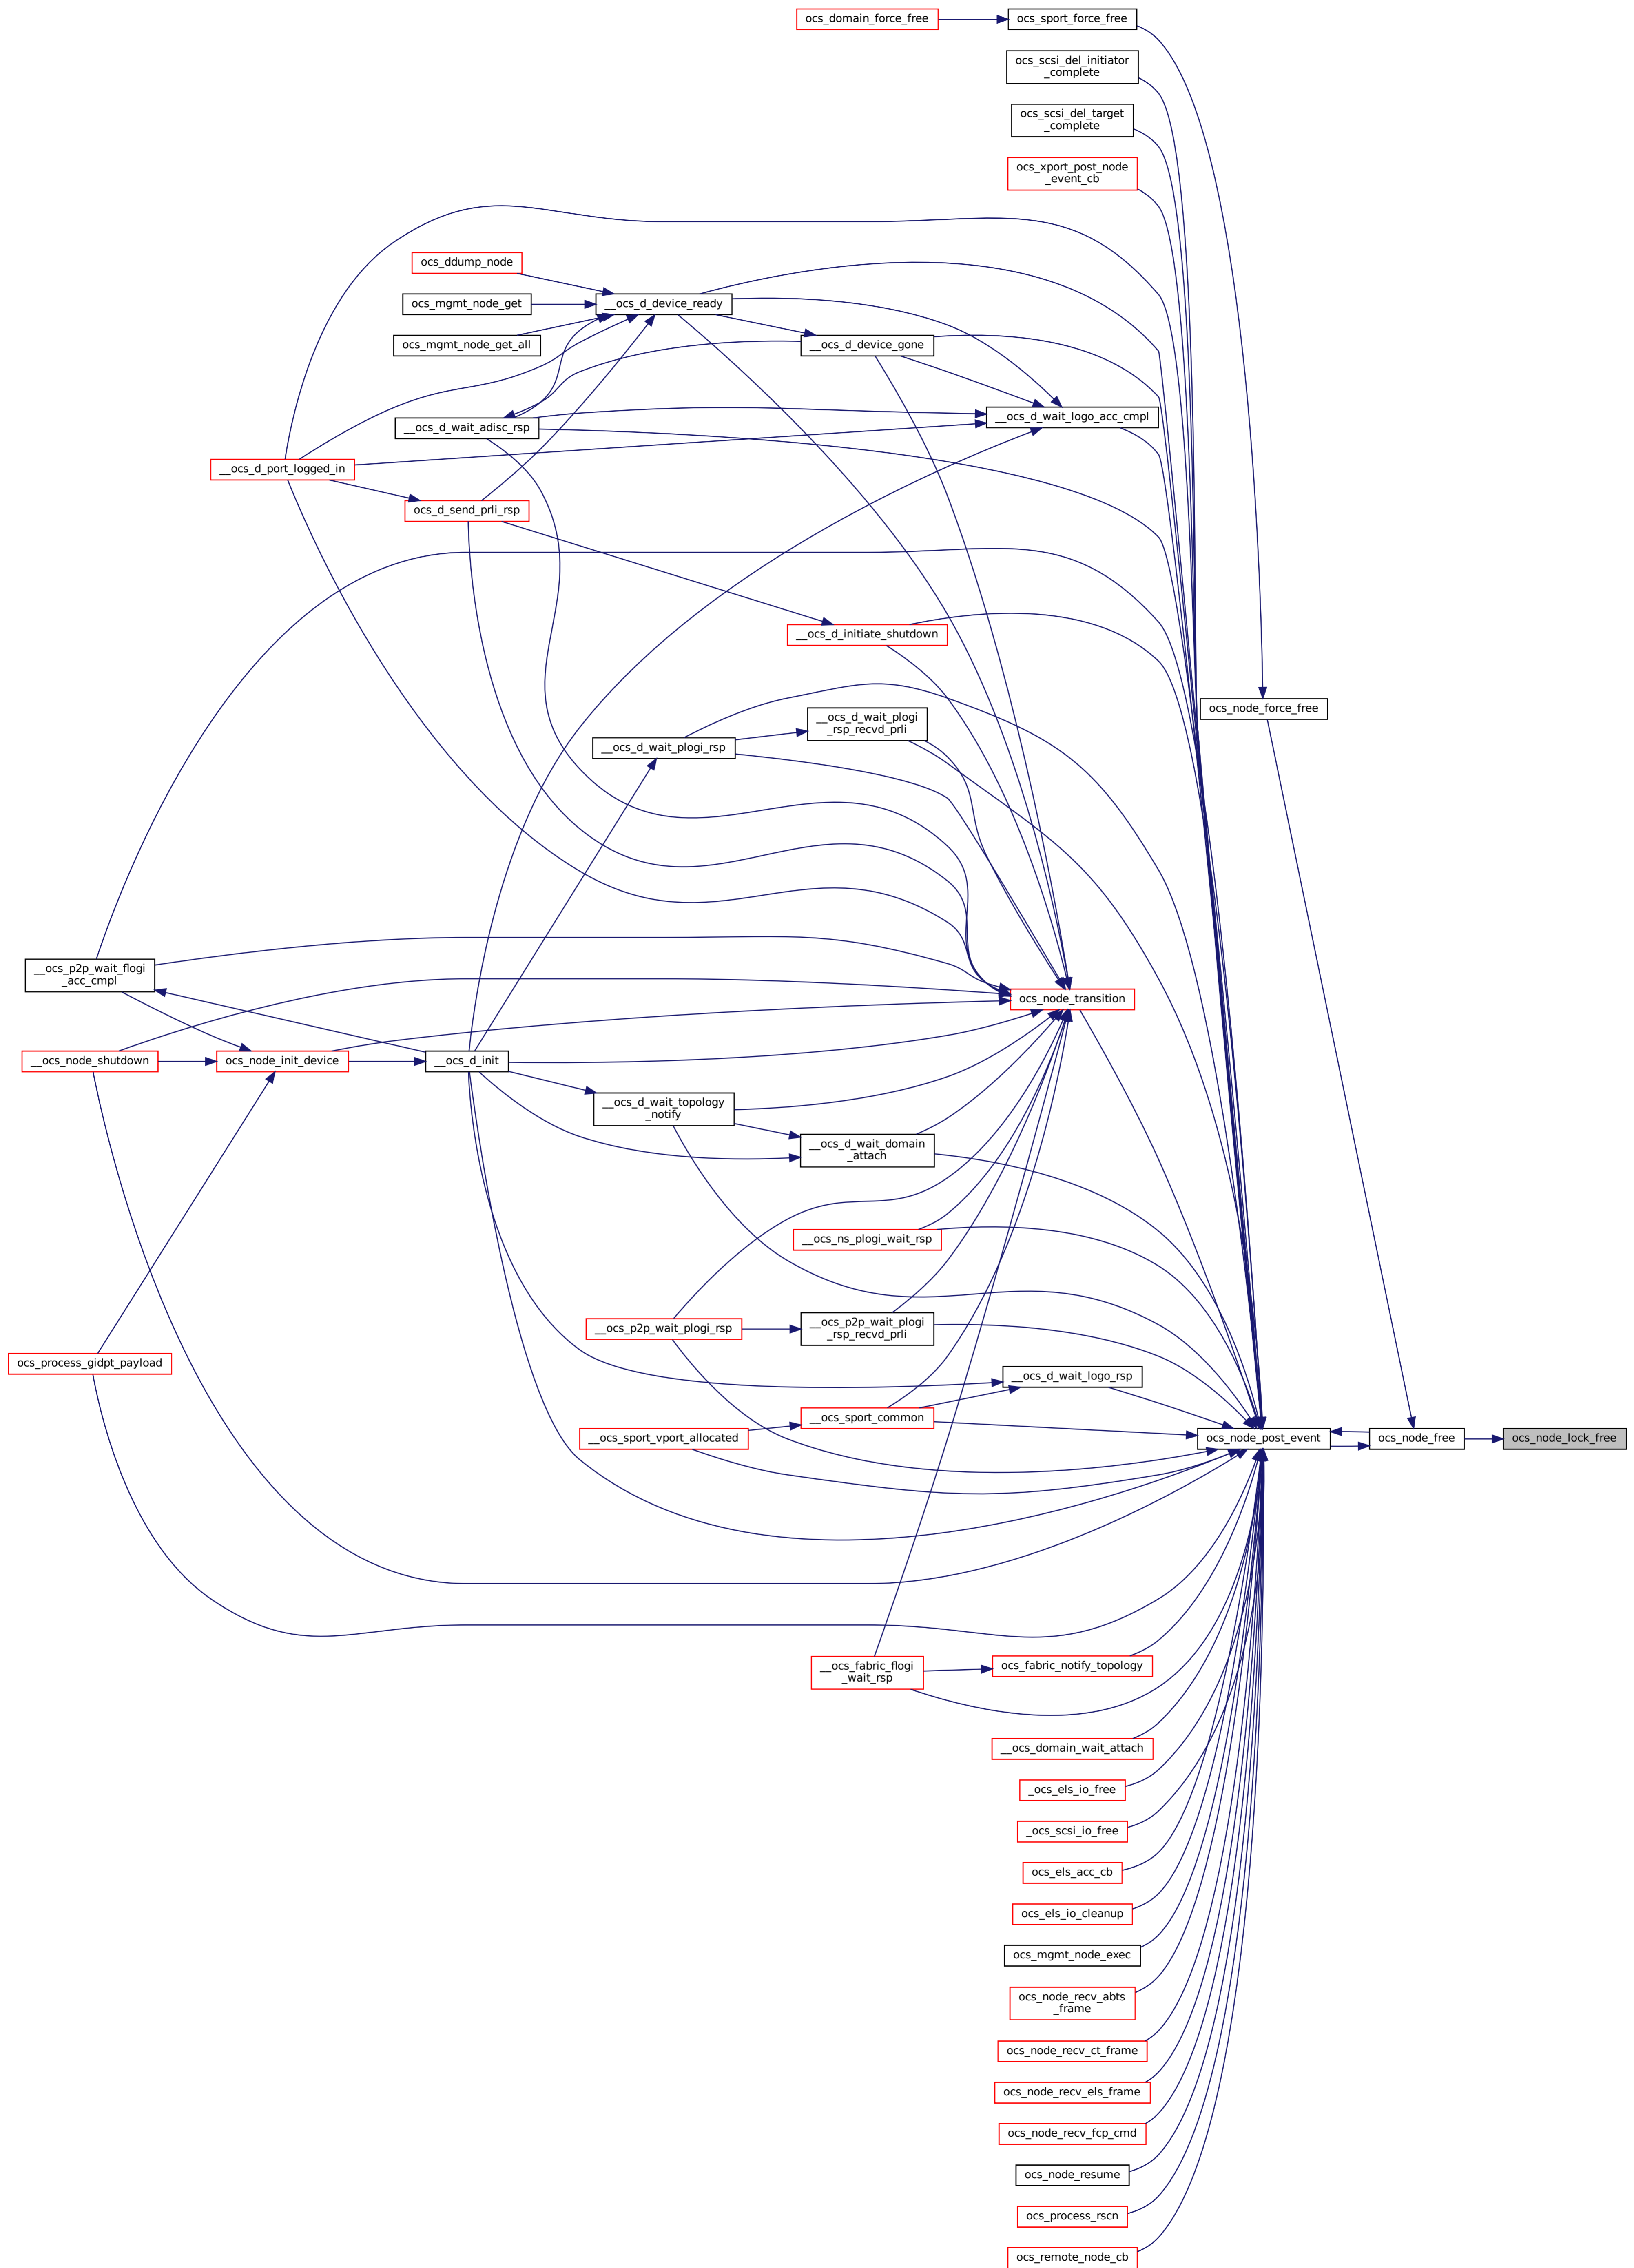 ocs_domain_force_free
ocs_sport_force_free
ocs_scsi_del_initiator
_complete
ocs_scsi_del_target
_complete
ocs_xport_post_node
_event_cb
ocs_ddump_node
ocs_mgmt_node_get
__ocs_d_device_ready
ocs_mgmt_node_get_all
__ocs_d_device_gone
__ocs_d_wait_logo_acc_cmpl
__ocs_d_wait_adisc_rsp
__ocs_d_port_logged_in
ocs_d_send_prli_rsp
__ocs_d_initiate_shutdown
ocs_node_force_free
__ocs_d_wait_plogi
_rsp_recvd_prli
__ocs_d_wait_plogi_rsp
__ocs_p2p_wait_flogi
_acc_cmpl
ocs_node_transition
__ocs_node_shutdown
ocs_node_init_device
__ocs_d_init
__ocs_d_wait_topology
_notify
__ocs_d_wait_domain
_attach
__ocs_ns_plogi_wait_rsp
__ocs_p2p_wait_plogi_rsp
__ocs_p2p_wait_plogi
_rsp_recvd_prli
ocs_process_gidpt_payload
__ocs_d_wait_logo_rsp
__ocs_sport_common
__ocs_sport_vport_allocated
ocs_node_post_event
ocs_node_free
ocs_node_lock_free
__ocs_fabric_flogi
_wait_rsp
ocs_fabric_notify_topology
__ocs_domain_wait_attach
_ocs_els_io_free
_ocs_scsi_io_free
ocs_els_acc_cb
ocs_els_io_cleanup
ocs_mgmt_node_exec
ocs_node_recv_abts
_frame
ocs_node_recv_ct_frame
ocs_node_recv_els_frame
ocs_node_recv_fcp_cmd
ocs_node_resume
ocs_process_rscn
ocs_remote_node_cb